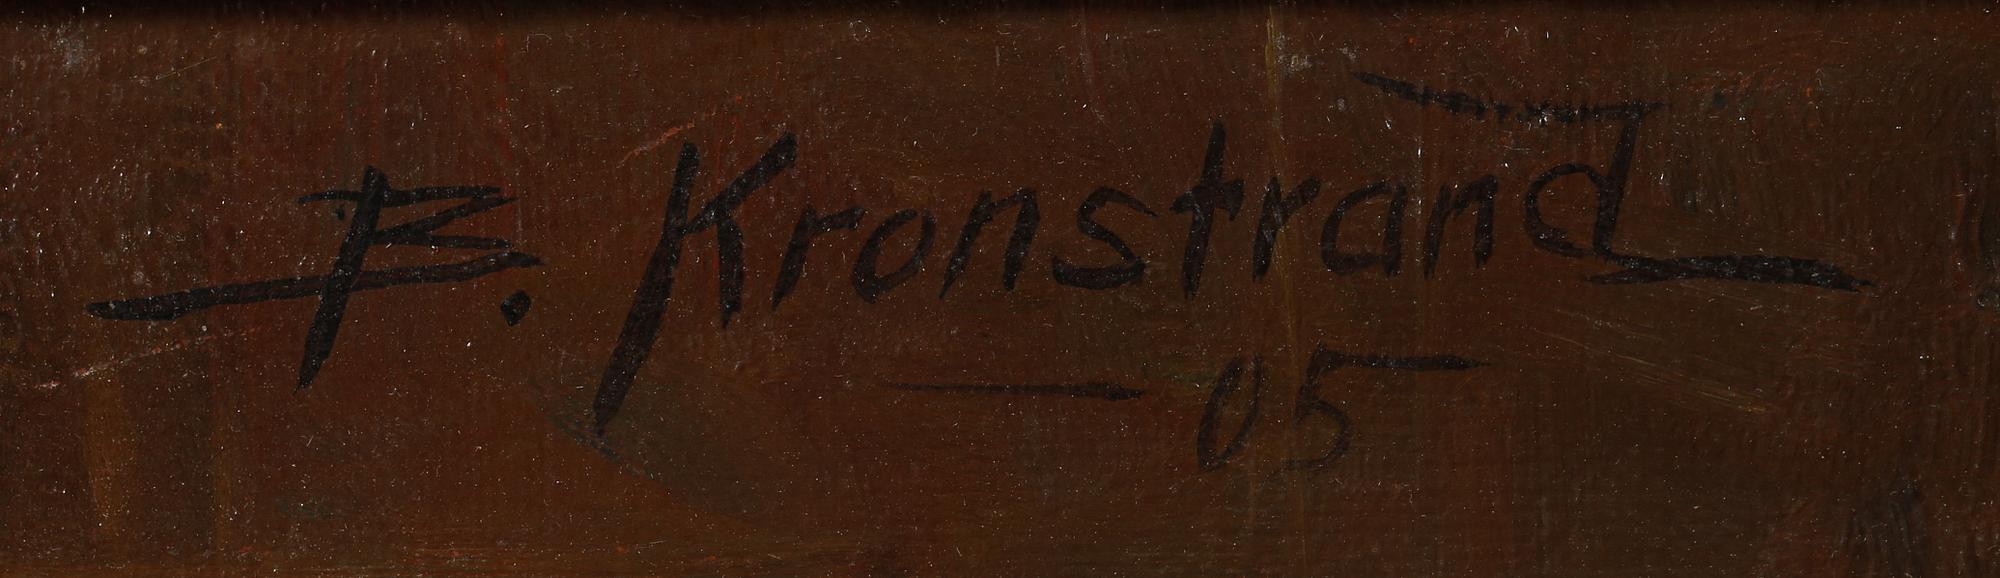 B. Kronstrand
— 05